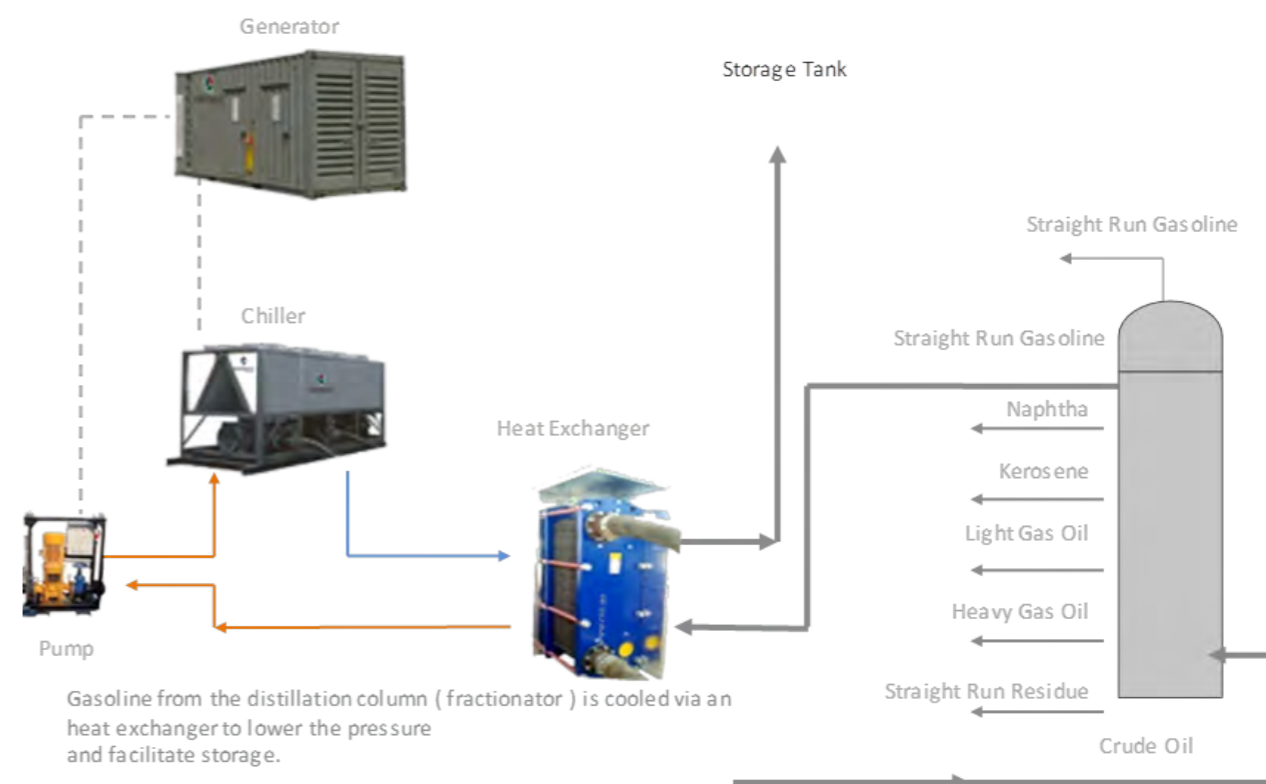 Generator
Storage Tank
Straight Run Gasoline
Chiller
Straight Run Gasoline
Naphtha
Heat Exchanger
Kerosene
Light Gas Oil
Heavy Gas Oil
Pump
Straight Run Residue
Gasoline from the distillation column ( fractionator ) is cooled via an
heat exchanger to lower the pressure
and facilitate storage.
Crude Oil